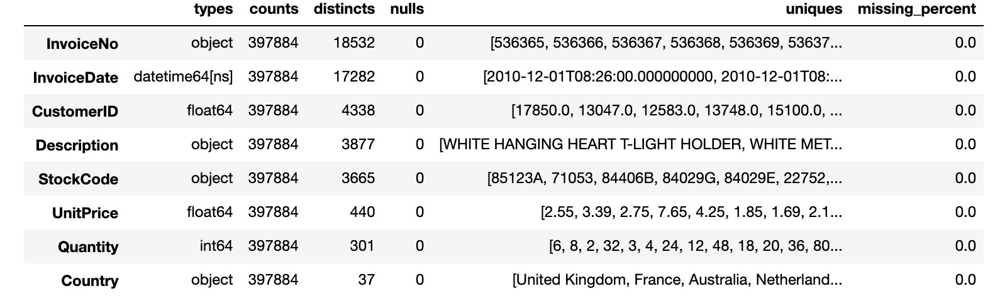 types counts distincts nulls uniques missing_percent
InvoiceNo object 397884 18532 0 [536365, 536366, 536367, 536368, 536369, 53637... 0.0
InvoiceDate datetime64[ns] 397884 17282 0 [2010-12-01T08:26:00.000000000, 2010-12-01T08:... 0.0
CustomerID float64 397884 4338 0 [17850.0, 13047.0, 12583.0, 13748.0, 15100.0, ... 0.0
Description object 397884 3877 0 [WHITE HANGING HEART T-LIGHT HOLDER, WHITE MET... 0.0
StockCode object 397884 3665 0 [85123A, 71053, 84406B, 84029G, 84029E, 22752,... 0.0
UnitPrice float64 397884 440 0 [2.55, 3.39, 2.75, 7.65, 4.25, 1.85, 1.69, 2.1... 0.0
Quantity int64 397884 301 0 [6, 8, 2, 32, 3, 4, 24, 12, 48, 18, 20, 36, 80... 0.0
Country object 397884 37 0 [United Kingdom, France, Australia, Netherland... 0.0